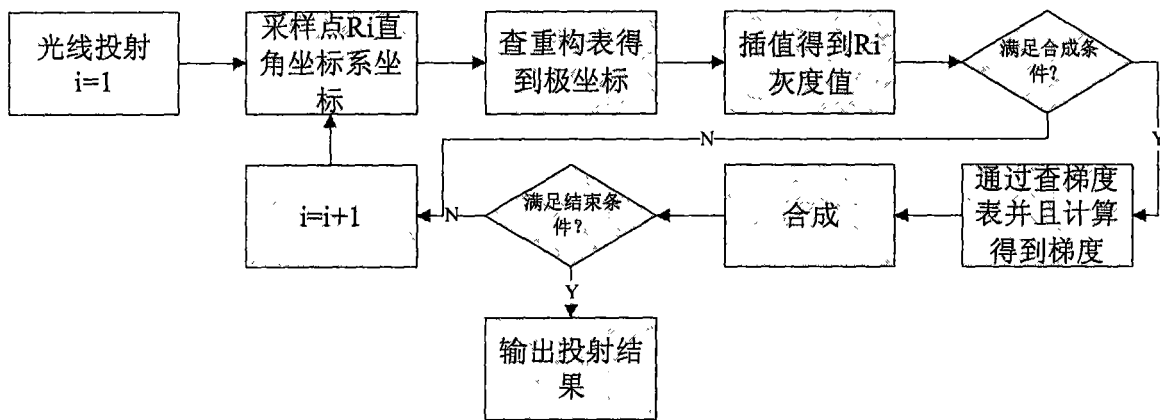 光线投射
i=1
采样点Ri直
角坐标系坐
标
查重构表得
到极坐标
插值得到Ri
灰度值
满足合成条
件?
N
Y
i=i+1
N
满足结束条
件?
合成
通过查梯度
表并且计算
得到梯度
Y
输出投射结
果